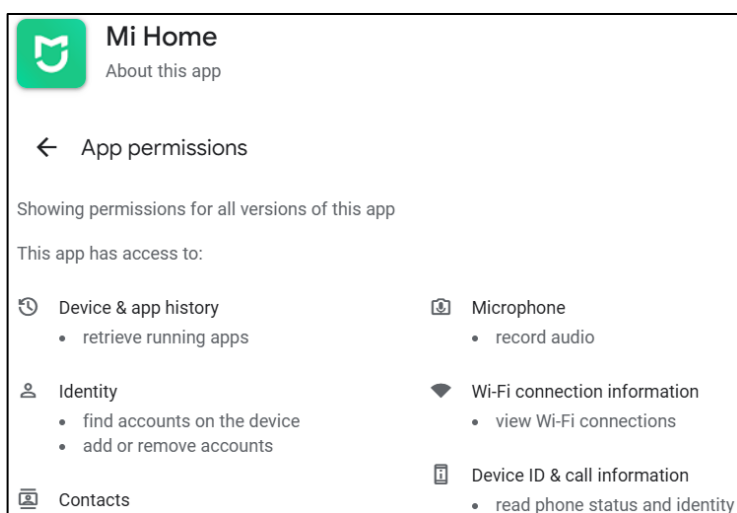 Mi Home
About this app
App permissions
Showing permissions for all versions of this app
This app has access to:
Device & app history
• retrieve running apps
Identity
• find accounts on the device
• add or remove accounts
Contacts
Microphone
• record audio
Wi-Fi connection information
• view Wi-Fi connections
Device ID & call information
• read phone status and identity